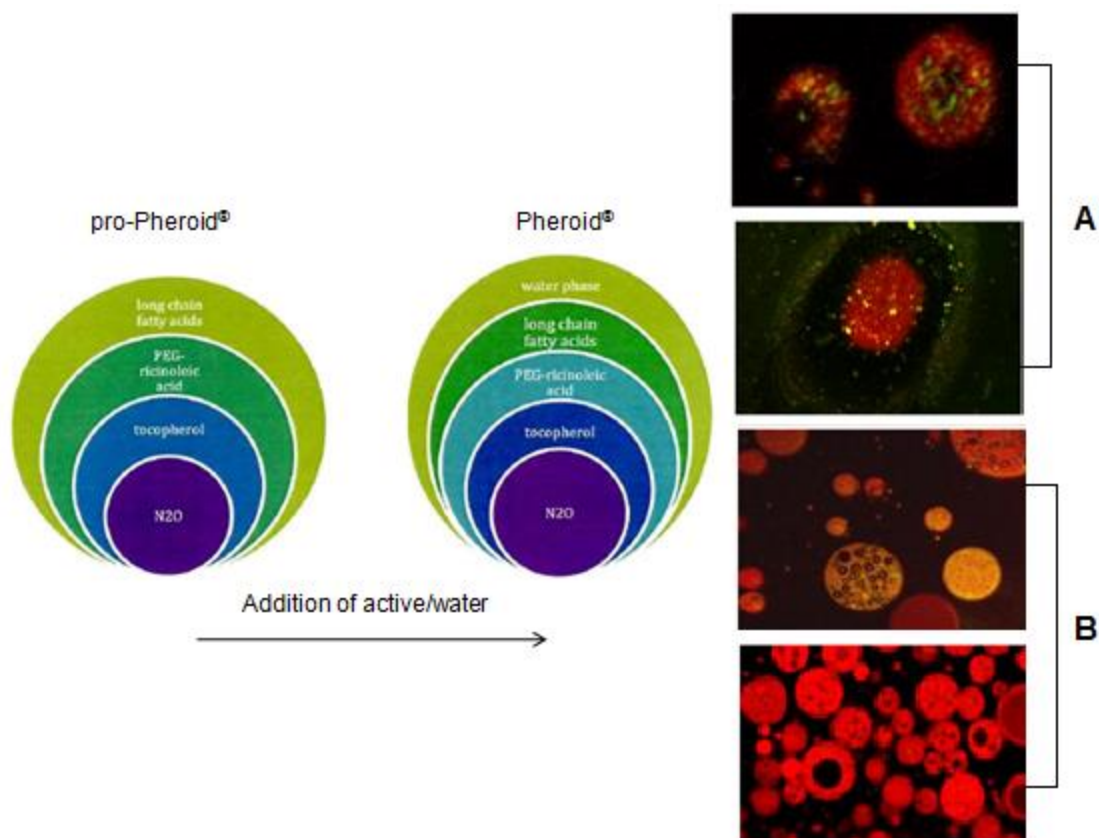 pro-Pheroid®
Pheroid®
long chain
fatty acids
PEG-
ricinoleic
acid
tocopherol
N2O
water phase
long chain
fatty acids
PEG-ricinoleic
acid
tocopherol
N2O
Addition of active/water
A
B